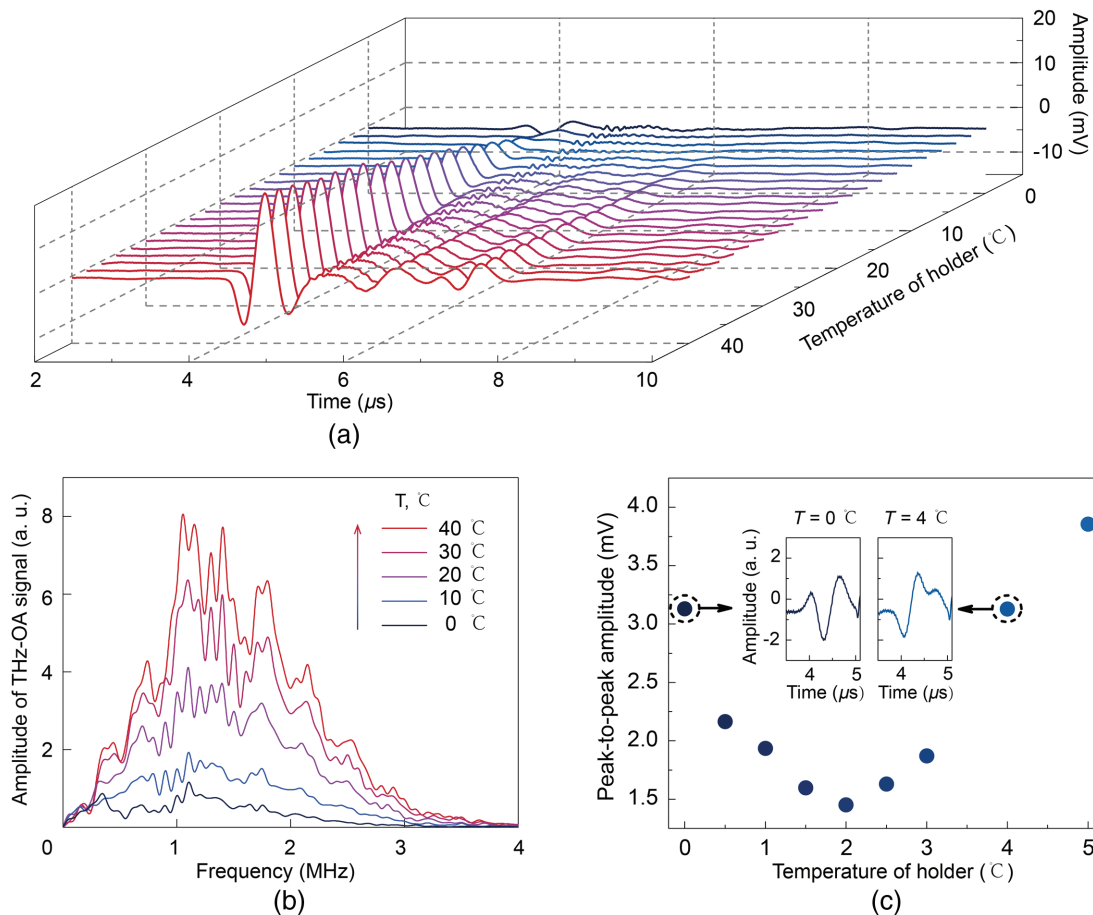 20
10
0
-10
Amplitude
(mV)
0
10
20
30
40
Temperature of holder (℃)
2
4
6
8
10
Time (µs)
(a)
Amplitude of THz-OA signal (a. u.)
8
6
4
2
0
T, ℃
40 ℃
30 ℃
20 ℃
10 ℃
0 ℃
1
2
3
4
Frequency (MHz)
(b)
Peak-to-peak amplitude (mV)
4.0
3.5
3.0
2.5
2.0
1.5
T = 0 ℃
T = 4 ℃
Amplitude (a. u.)
2
0
-2
4
5
4
5
Time (µs)
Time (µs)
0
1
2
3
4
5
Temperature of holder (℃)
(c)